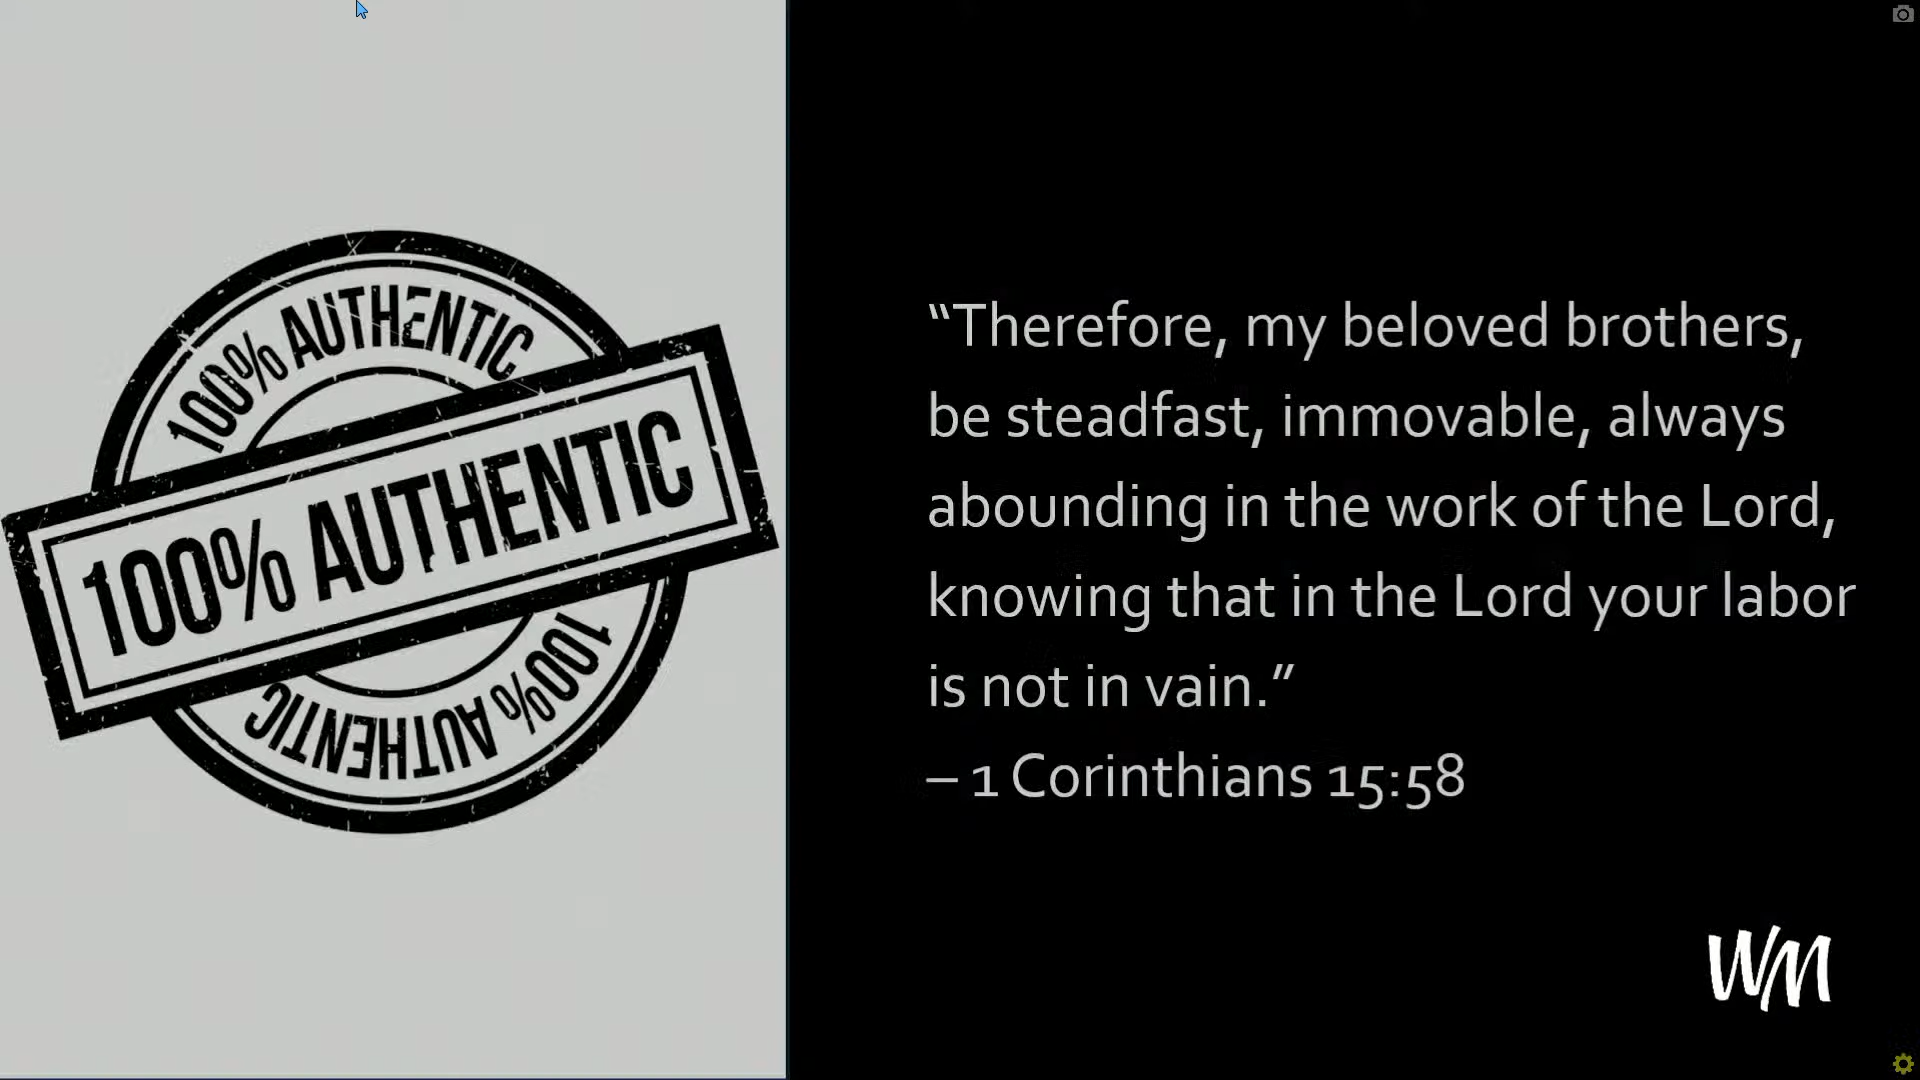 100% AUTHENTIC
100% AUTHENTIC
100% AUTHENTIC
“Therefore, my beloved brothers,
be steadfast, immovable, always
abounding in the work of the Lord,
knowing that in the Lord your labor
is not in vain.”
– 1 Corinthians 15:58
WM